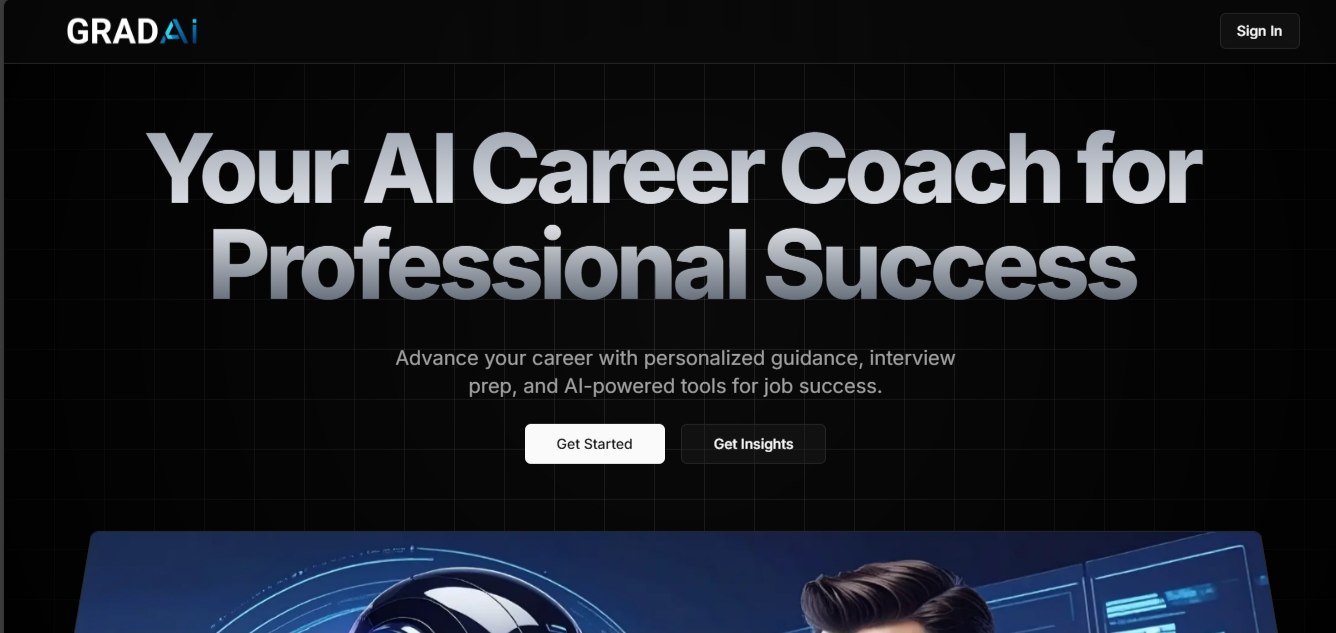 GRADAi
Sign In
Your AI Career Coach for
Professional Success
Advance your career with personalized guidance, interview
prep, and AI-powered tools for job success.
Get Started
Get Insights